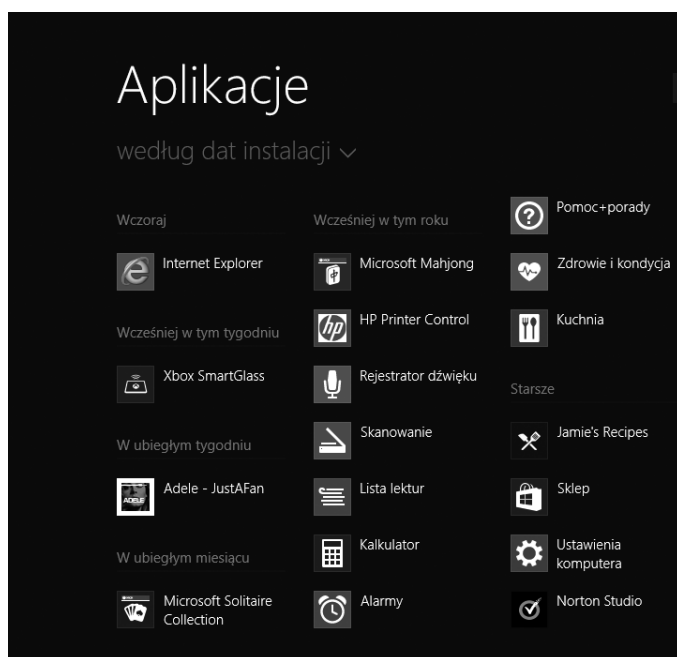 Aplikacje
według dat instalacji
Wczoraj
Internet Explorer
Wcześniej w tym tygodniu
Xbox SmartGlass
W ubiegłym tygodniu
ADELE
Adele - JustAFan
W ubiegłym miesiącu
Microsoft Solitaire
Collection
Wcześniej w tym roku
Microsoft Mahjong
hp
HP Printer Control
Rejestrator dźwięku
Skanowanie
Lista lektur
Kalkulator
Alarmy
Pomoc+porady
Zdrowie i kondycja
Kuchnia
Starsze
Jamie's Recipes
Sklep
Ustawienia
komputera
Norton Studio